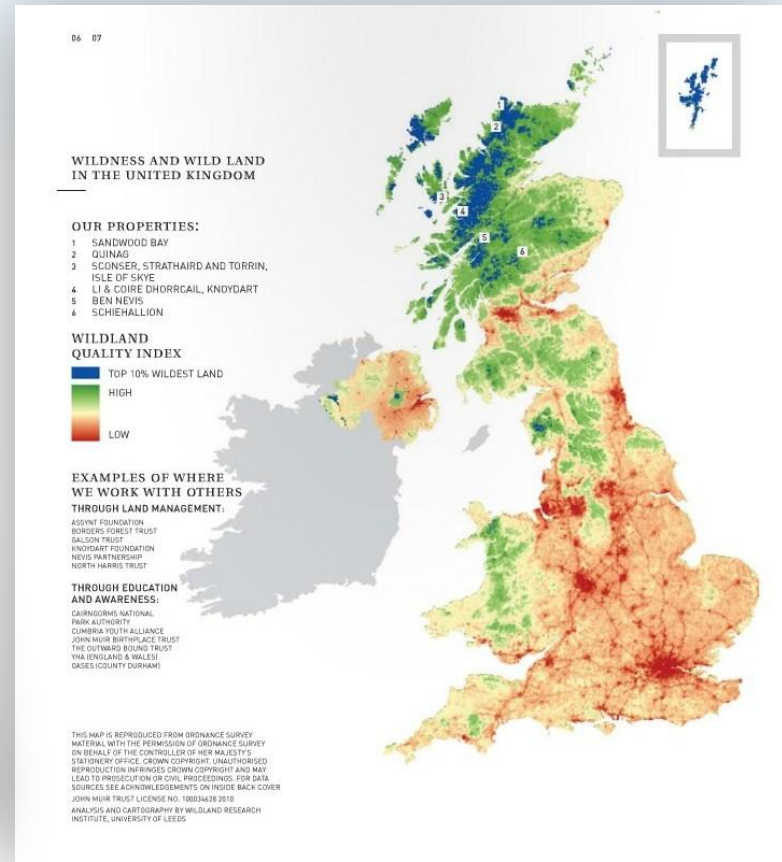 06 07
WILDNESS AND WILD LAND
IN THE UNITED KINGDOM
OUR PROPERTIES:
1 SANDWOOD BAY
2 QUINAG
3 SCONSER, STRATHAIRD AND TORRIN,
ISLE OF SKYE
4 LI & COIRE DHORRCAIL, KNOYDART
5 BEN NEVIS
6 SCHIEHALLION
WILDLAND
QUALITY INDEX
TOP 10% WILDEST LAND
HIGH
LOW
EXAMPLES OF WHERE
WE WORK WITH OTHERS
THROUGH LAND MANAGEMENT:
ASSYNT FOUNDATION
BORDERS FOREST TRUST
GALSON TRUST
KNOYDART FOUNDATION
NEVIS PARTNERSHIP
NORTH HARRIS TRUST
THROUGH EDUCATION
AND AWARENESS:
CAIRNGORMS NATIONAL
PARK AUTHORITY
CUMBRIA YOUTH ALLIANCE
JOHN MUIR BIRTHPLACE TRUST
THE OUTWARD BOUND TRUST
YHA (ENGLAND & WALES)
OASES (COUNTY DURHAM)
THIS MAP IS REPRODUCED FROM ORDNANCE SURVEY
MATERIAL WITH THE PERMISSION OF ORDNANCE SURVEY
ON BEHALF OF THE CONTROLLER OF HER MAJESTY'S
STATIONERY OFFICE. CROWN COPYRIGHT. UNAUTHORISED
REPRODUCTION INFRINGES CROWN COPYRIGHT AND MAY
LEAD TO PROSECUTION OR CIVIL PROCEEDINGS. FOR DATA
SOURCES SEE ACKNOWLEDGEMENTS ON INSIDE BACK COVER
JOHN MUIR TRUST LICENSE NO. 100034628 2010
ANALYSIS AND CARTOGRAPHY BY WILDLAND RESEARCH
INSTITUTE, UNIVERSITY OF LEEDS
1
2
3
4
5
6